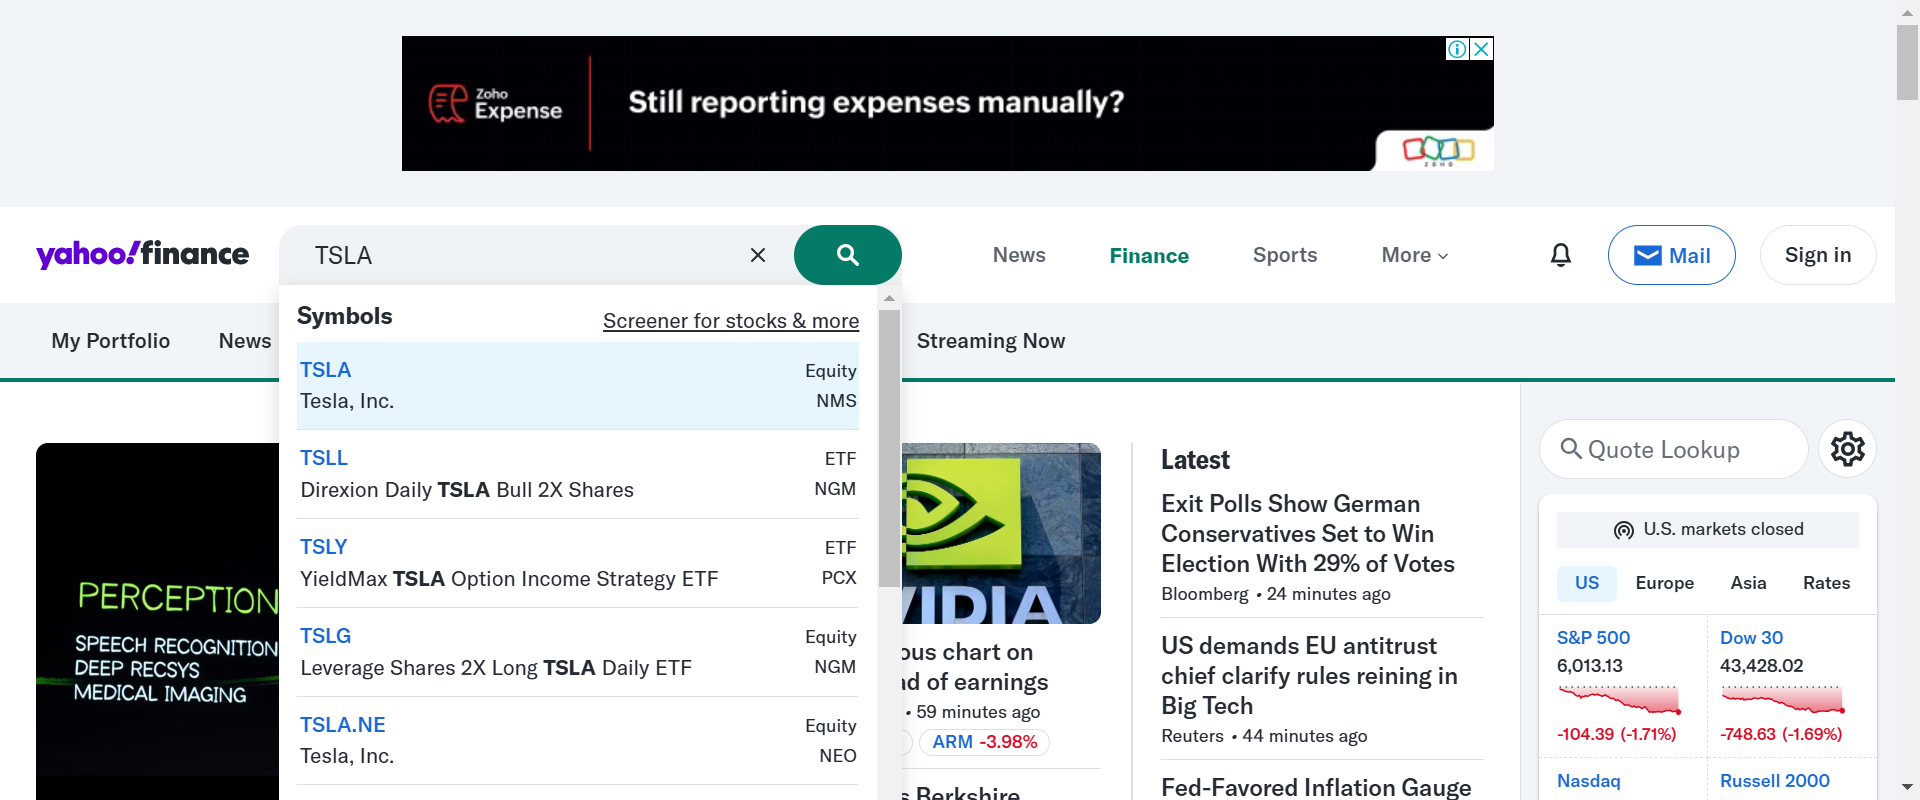 Zoho
Expense
Still reporting expenses manually?
ZOHO
yahoo!finance
TSLA
News
Finance
Sports
More
Mail
Sign in
My Portfolio
News
Streaming Now
Symbols
Screener for stocks & more
TSLA
Equity
Tesla, Inc.
NMS
TSLL
ETF
Direxion Daily TSLA Bull 2X Shares
NGM
TSLY
ETF
YieldMax TSLA Option Income Strategy ETF
PCX
TSLG
Equity
Leverage Shares 2X Long TSLA Daily ETF
NGM
TSLA.NE
Equity
Tesla, Inc.
NEO
PERCEPTION
SPEECH RECOGNITION
DEEP RECSYS
MEDICAL IMAGING
VIDIA
ous chart on
ad of earnings
• 59 minutes ago
ARM -3.98%
s Berkshire
Latest
Exit Polls Show German
Conservatives Set to Win
Election With 29% of Votes
Bloomberg • 24 minutes ago
US demands EU antitrust
chief clarify rules reining in
Big Tech
Reuters • 44 minutes ago
Fed-Favored Inflation Gauge
Quote Lookup
U.S. markets closed
US
Europe
Asia
Rates
S&P 500
6,013.13
-104.39 (-1.71%)
Dow 30
43,428.02
-748.63 (-1.69%)
Nasdaq
Russell 2000